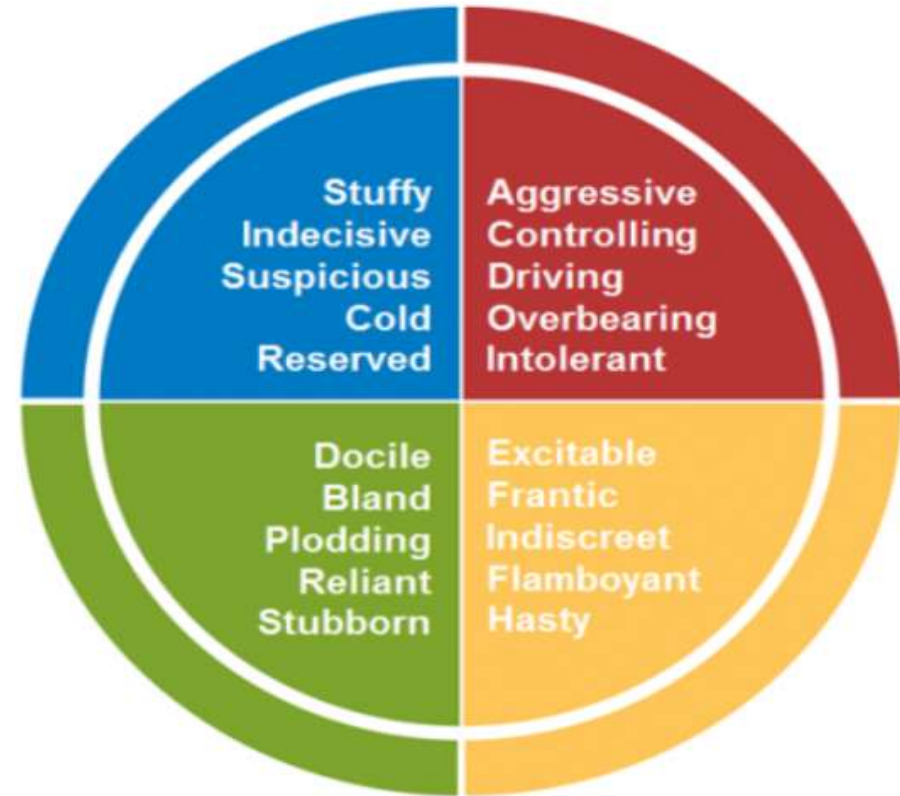 Stuffy
Indecisive
Suspicious
Cold
Reserved
Aggressive
Controlling
Driving
Overbearing
Intolerant
Docile
Bland
Plodding
Reliant
Stubborn
Excitable
Frantic
Indiscreet
Flamboyant
Hasty